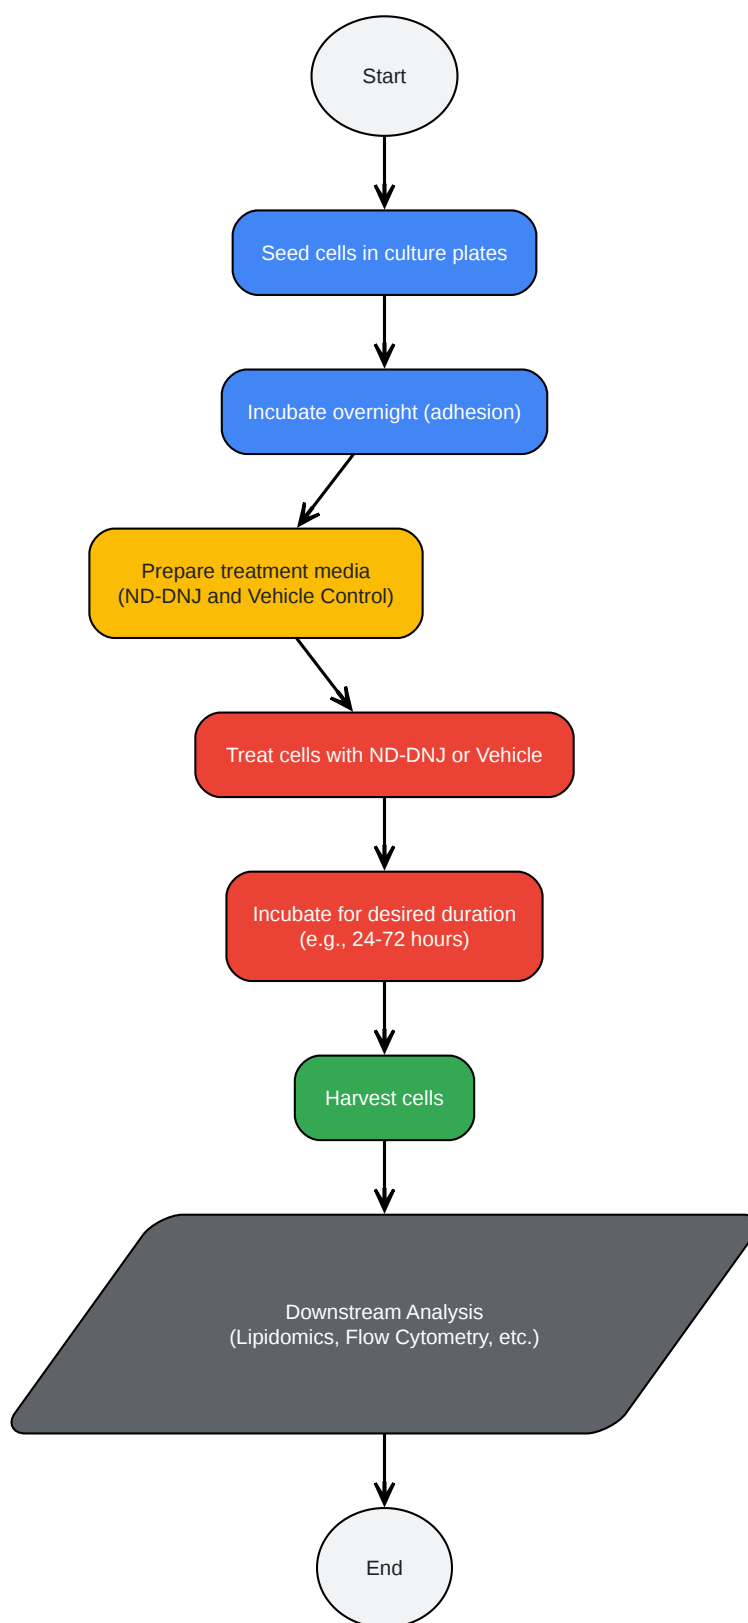 Start
Seed cells in culture plates
Incubate overnight (adhesion)
Prepare treatment media
(ND-DNJ and Vehicle Control)
Treat cells with ND-DNJ or Vehicle
Incubate for desired duration
(e.g., 24-72 hours)
Harvest cells
Downstream Analysis
(Lipidomics, Flow Cytometry, etc.)
End